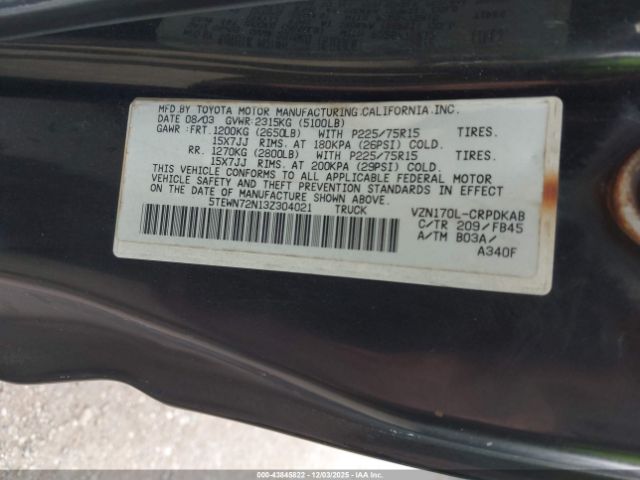 MFD.BY TOYOTA MOTOR MANUFACTURING.CALIFORNIA.INC.
DATE 08/03 GVWR:2315KG (5100LB)
GAWR: FRT. 1200KG (2650LB) WITH P225/75R15 TIRES.
15X7JJ RIMS. AT 180KPA (26PSI) COLD.
RR. 1270KG (2800LB) WITH P225/75R15 TIRES.
15X7JJ RIMS. AT 200KPA (29PSI) COLD.
THIS VEHICLE CONFORMS TO ALL APPLICABLE FEDERAL MOTOR
VEHICLE SAFETY AND BUMPER STANDARDS IN EFFECT
ON THE DATE OF MANUFACTURE SHOWN ABOVE.
5TEWN72N13Z304021 TRUCK VZN170L-CRPDKAB
C/TR 209/FB45
A/TM B03A/
A340F
000-43845822 | 12/03/2025 | IAA Inc.